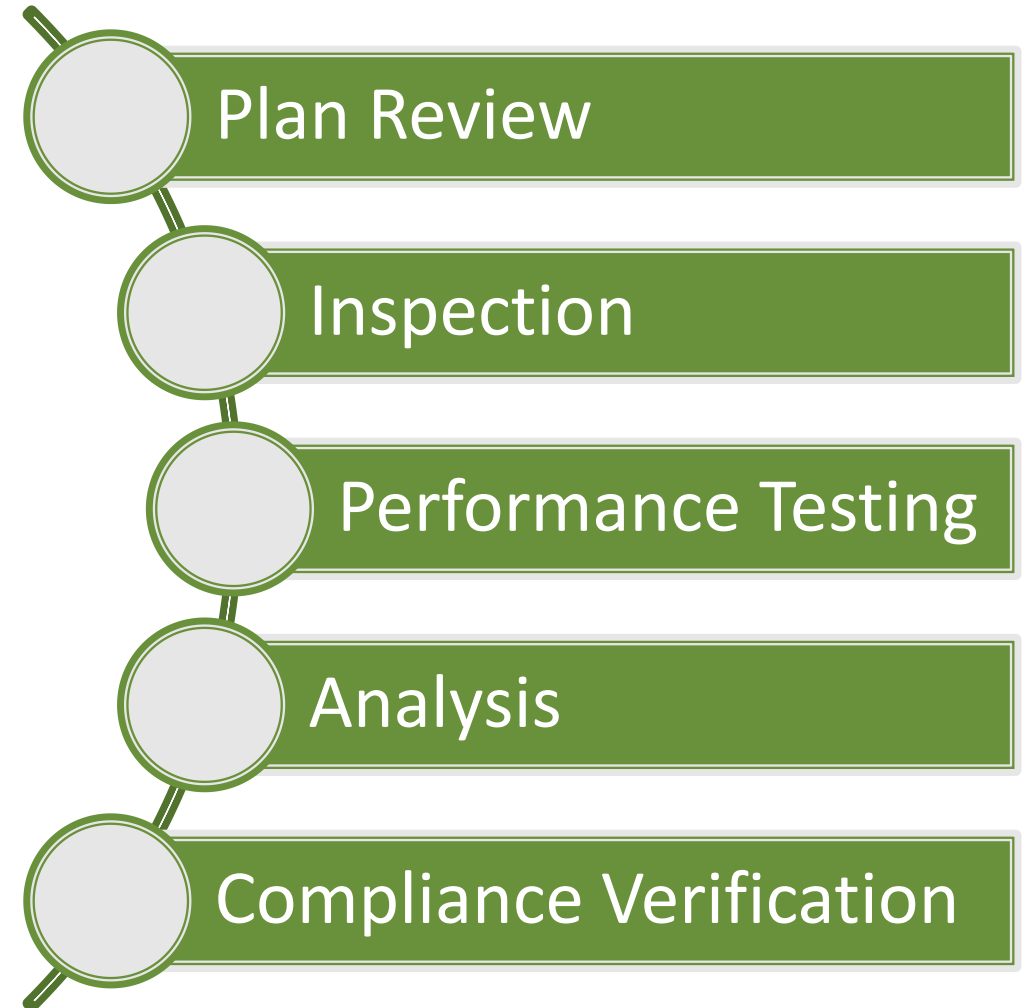 Plan Review
Inspection
Performance Testing
Analysis
Compliance Verification